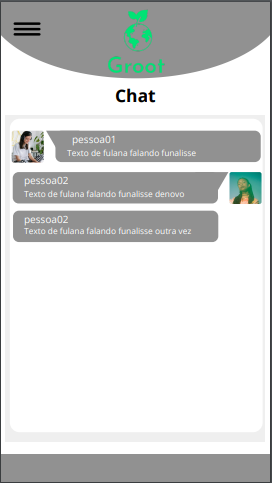 Groot
Chat
pessoa01
Texto de fulana falando funalisse
pessoa02
Texto de fulana falando funalisse denovo
pessoa02
Texto de fulana falando funalisse outra vez